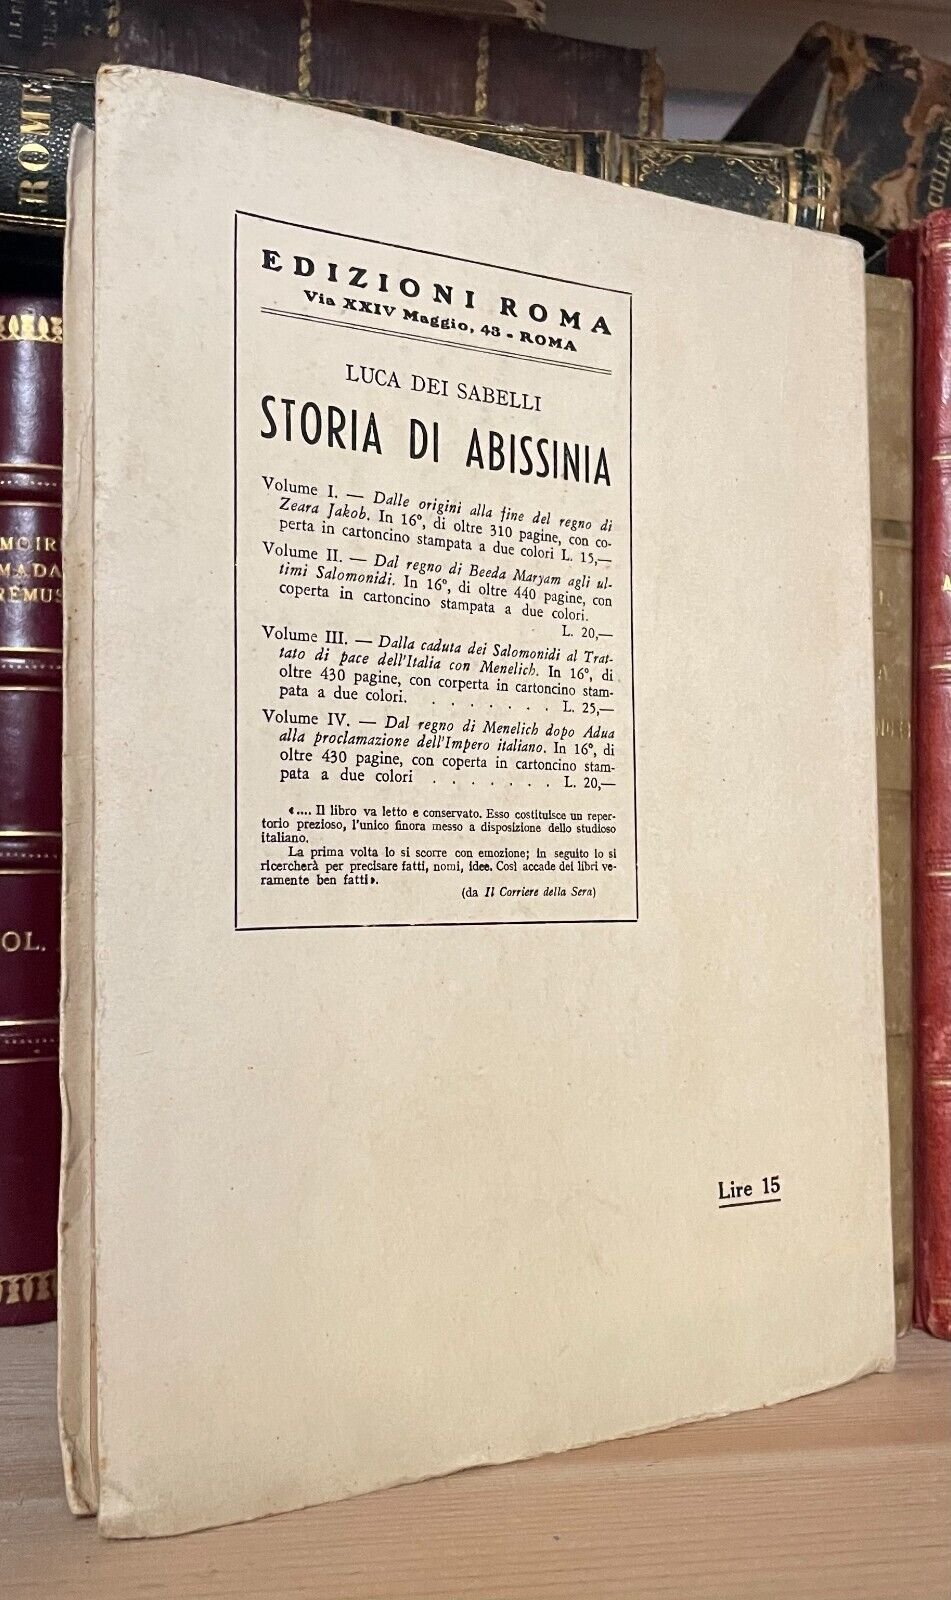 ROME
CHILLE
MOIR
MADA
REMUS
OL.
EDIZIONI ROMA
Via XXIV Maggio, 43 - ROMA
LUCA DEI SABELLI
STORIA DI ABISSINIA
Volume I. — Dalle origini alla fine del regno di
Zeara Jakob. In 16°, di oltre 310 pagine, con co-
perta in cartoncino stampata a due colori L. 15,—
Volume II. — Dal regno di Beeda Maryam agli ul-
timi Salomonidi. In 16°, di oltre 440 pagine, con
coperta in cartoncino stampata a due colori.
L. 20,—
Volume III. — Dalla caduta dei Salomonidi al Trat-
tato di pace dell'Italia con Menelich. In 16°, di
oltre 430 pagine, con corperta in cartoncino stam-
pata a due colori. . . . . . . . L. 25,—
Volume IV. — Dal regno di Menelich dopo Adua
alla proclamazione dell'Impero italiano. In 16°, di
oltre 430 pagine, con coperta in cartoncino stam-
pata a due colori . . . . . . . L. 20,—
«.... Il libro va letto e conservato. Esso costituisce un reper-
torio prezioso, l'unico finora messo a disposizione dello studioso
italiano.
La prima volta lo si scorre con emozione; in seguito lo si
ricercherà per precisare fatti, nomi, idee. Così accade dei libri ve-
ramente ben fatti».
(da Il Corriere della Sera)
Lire 15